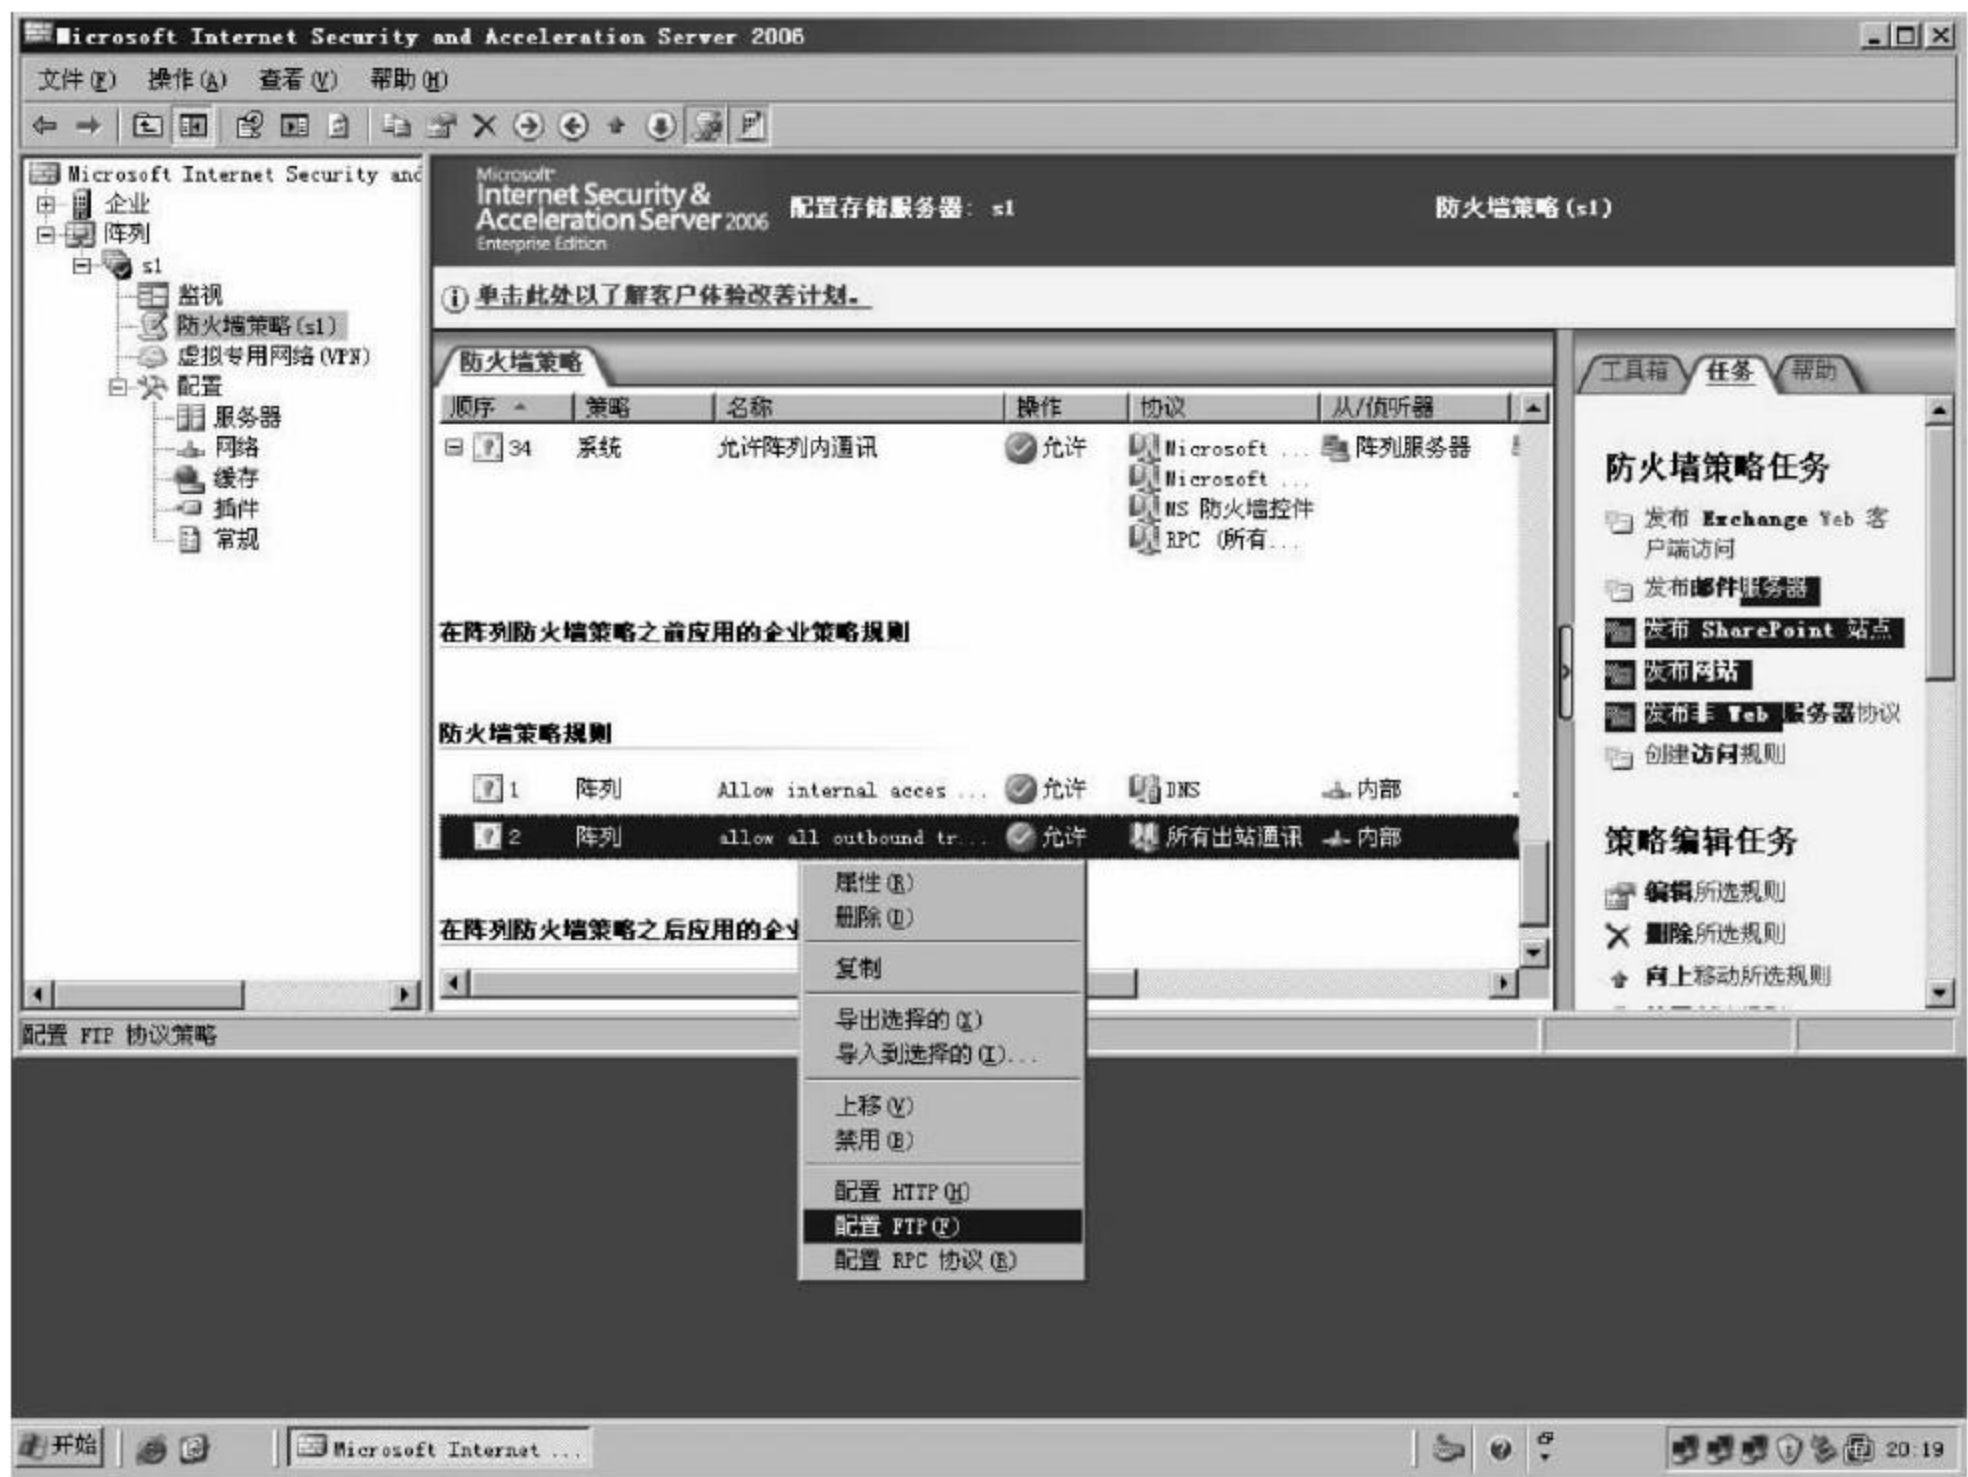 Microsoft Internet Security and Acceleration Server 2006
文件(F) 操作(A) 查看(V) 帮助(H)
Microsoft Internet Security and
企业
阵列
s1
监视
防火墙策略(s1)
虚拟专用网络(VPN)
配置
服务器
网络
缓存
插件
常规
Microsoft
Internet Security &
Acceleration Server 2006
Enterprise Edition
配置存储服务器: s1
防火墙策略(s1)
单击此处以了解客户体验改善计划。
防火墙策略
顺序 策略 名称 操作 协议 从/侦听器
34 系统 允许阵列内通讯 允许 Microsoft ... 阵列服务器
Microsoft ...
MS 防火墙控件
RPC (所有...
在阵列防火墙策略之前应用的企业策略规则
防火墙策略规则
1 阵列 Allow internal acces ... 允许 DNS 内部
2 阵列 allow all outbound tr... 允许 所有出站通讯 内部
在阵列防火墙策略之后应用的企业
属性(R)
删除(D)
复制
导出选择的(X)
导入到选择的(I)...
上移(V)
禁用(B)
配置 HTTP(H)
配置 FTP(F)
配置 RPC 协议(R)
工具箱 任务 帮助
防火墙策略任务
发布 Exchange Web 客
户端访问
发布邮件服务器
发布 SharePoint 站点
发布网站
发布非 Web 服务器协议
创建访问规则
策略编辑任务
编辑所选规则
删除所选规则
向上移动所选规则
配置 FTP 协议策略
开始
Microsoft Internet ...
20:19